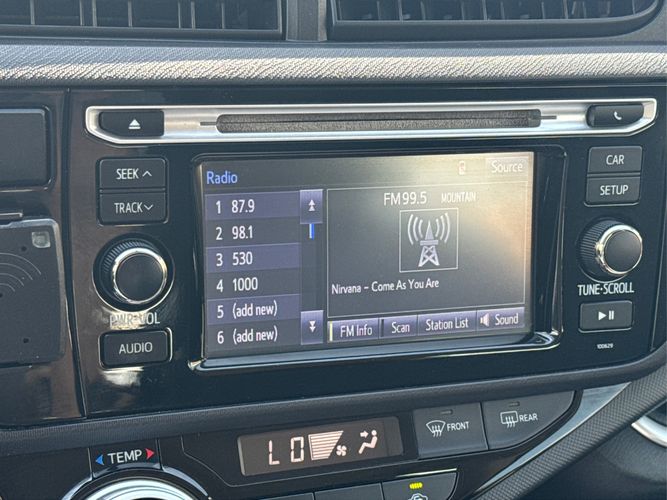 SEEK
TRACK
PWR•VOL
AUDIO
Radio
Source
1 87.9
2 98.1
3 530
4 1000
5 (add new)
6 (add new)
FM 99.5 MOUNTAIN
Nirvana - Come As You Are
FM Info Scan Station List Sound
CAR
SETUP
TUNE•SCROLL
100629
TEMP
LO
FRONT
REAR